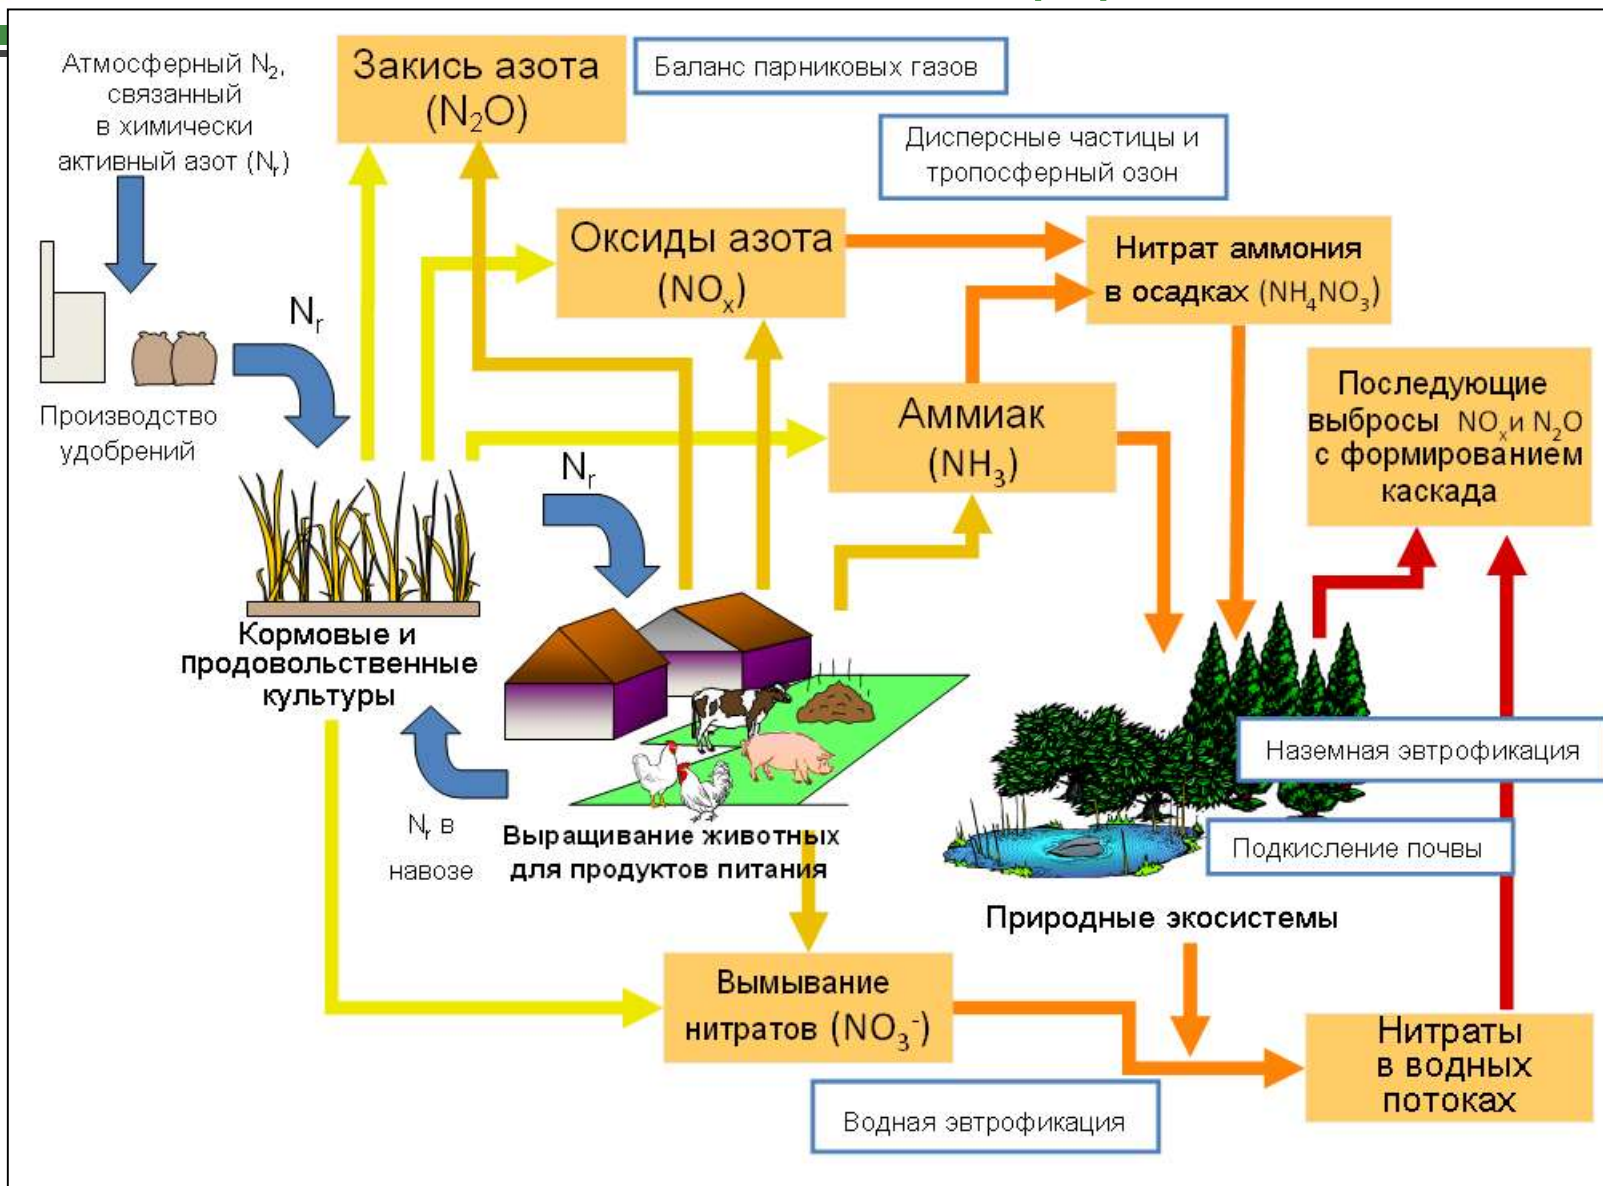 Атмосферный N₂,
связанный
в химически
активный азот (Nᵣ)
Закись азота
(N₂O)
Баланс парниковых газов
Дисперсные частицы и
тропосферный озон
Оксиды азота
(NOₓ)
Нитрат аммония
в осадках (NH₄NO₃)
Nᵣ
Производство
удобрений
Последующие
выбросы NOₓ и N₂O
с формированием
каскада
Аммиак
(NH₃)
Nᵣ
Кормовые и
продовольственные
культуры
Nᵣ в
навозе
Выращивание животных
для продуктов питания
Наземная эвтрофикация
Подкисление почвы
Природные экосистемы
Вымывание
нитратов (NO₃⁻)
Нитраты
в водных
потоках
Водная эвтрофикация